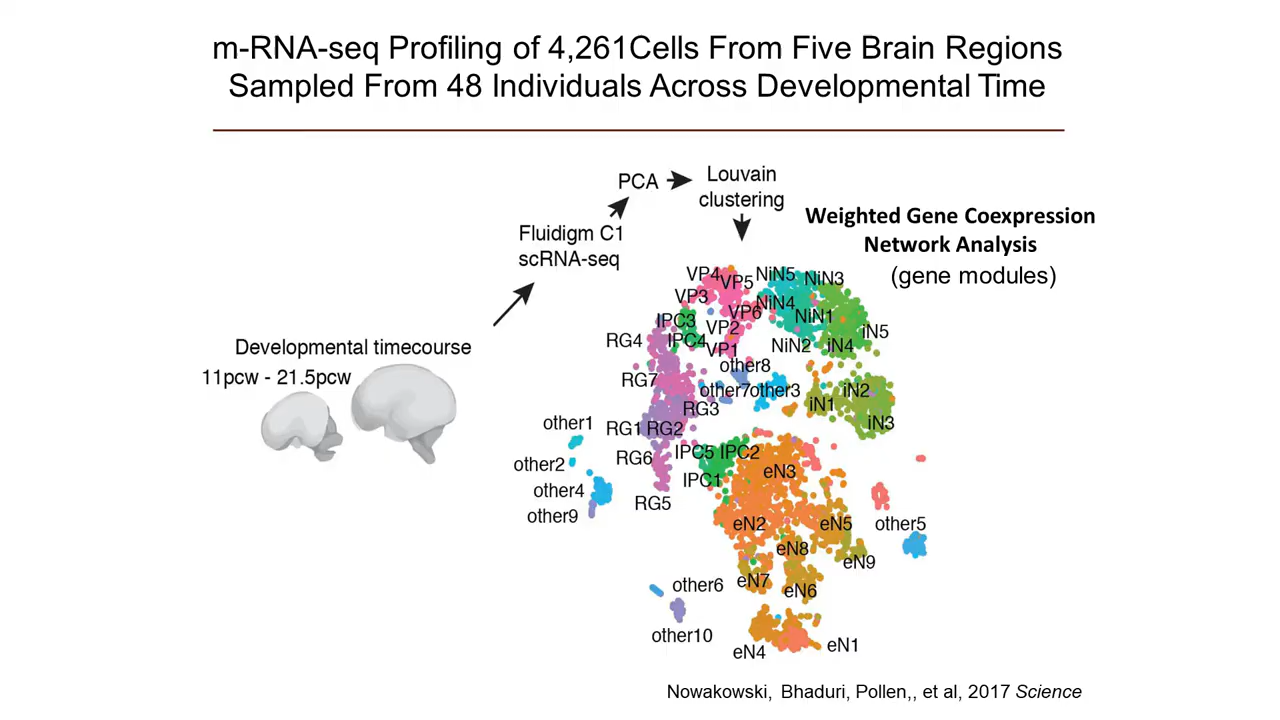 m-RNA-seq Profiling of 4,261Cells From Five Brain Regions
Sampled From 48 Individuals Across Developmental Time
PCA
Louvain
clustering
Weighted Gene Coexpression
Network Analysis
(gene modules)
Fluidigm C1
scRNA-seq
Developmental timecourse
11pcw - 21.5pcw
VP4
VP5
NiN5
NiN3
VP3
NiN4
VP6
NiN1
IPC3
VP2
iN5
RG4
IPC4
VP1
NiN2
iN4
other8
RG7
other7
other3
iN2
RG3
iN1
other1
RG1
RG2
iN3
other2
RG6
IPC5
IPC2
eN3
other4
IPC1
other9
RG5
eN2
eN5
other5
eN8
eN9
other6
eN7
eN6
other10
eN4
eN1
Nowakowski, Bhaduri, Pollen,, et al, 2017 Science